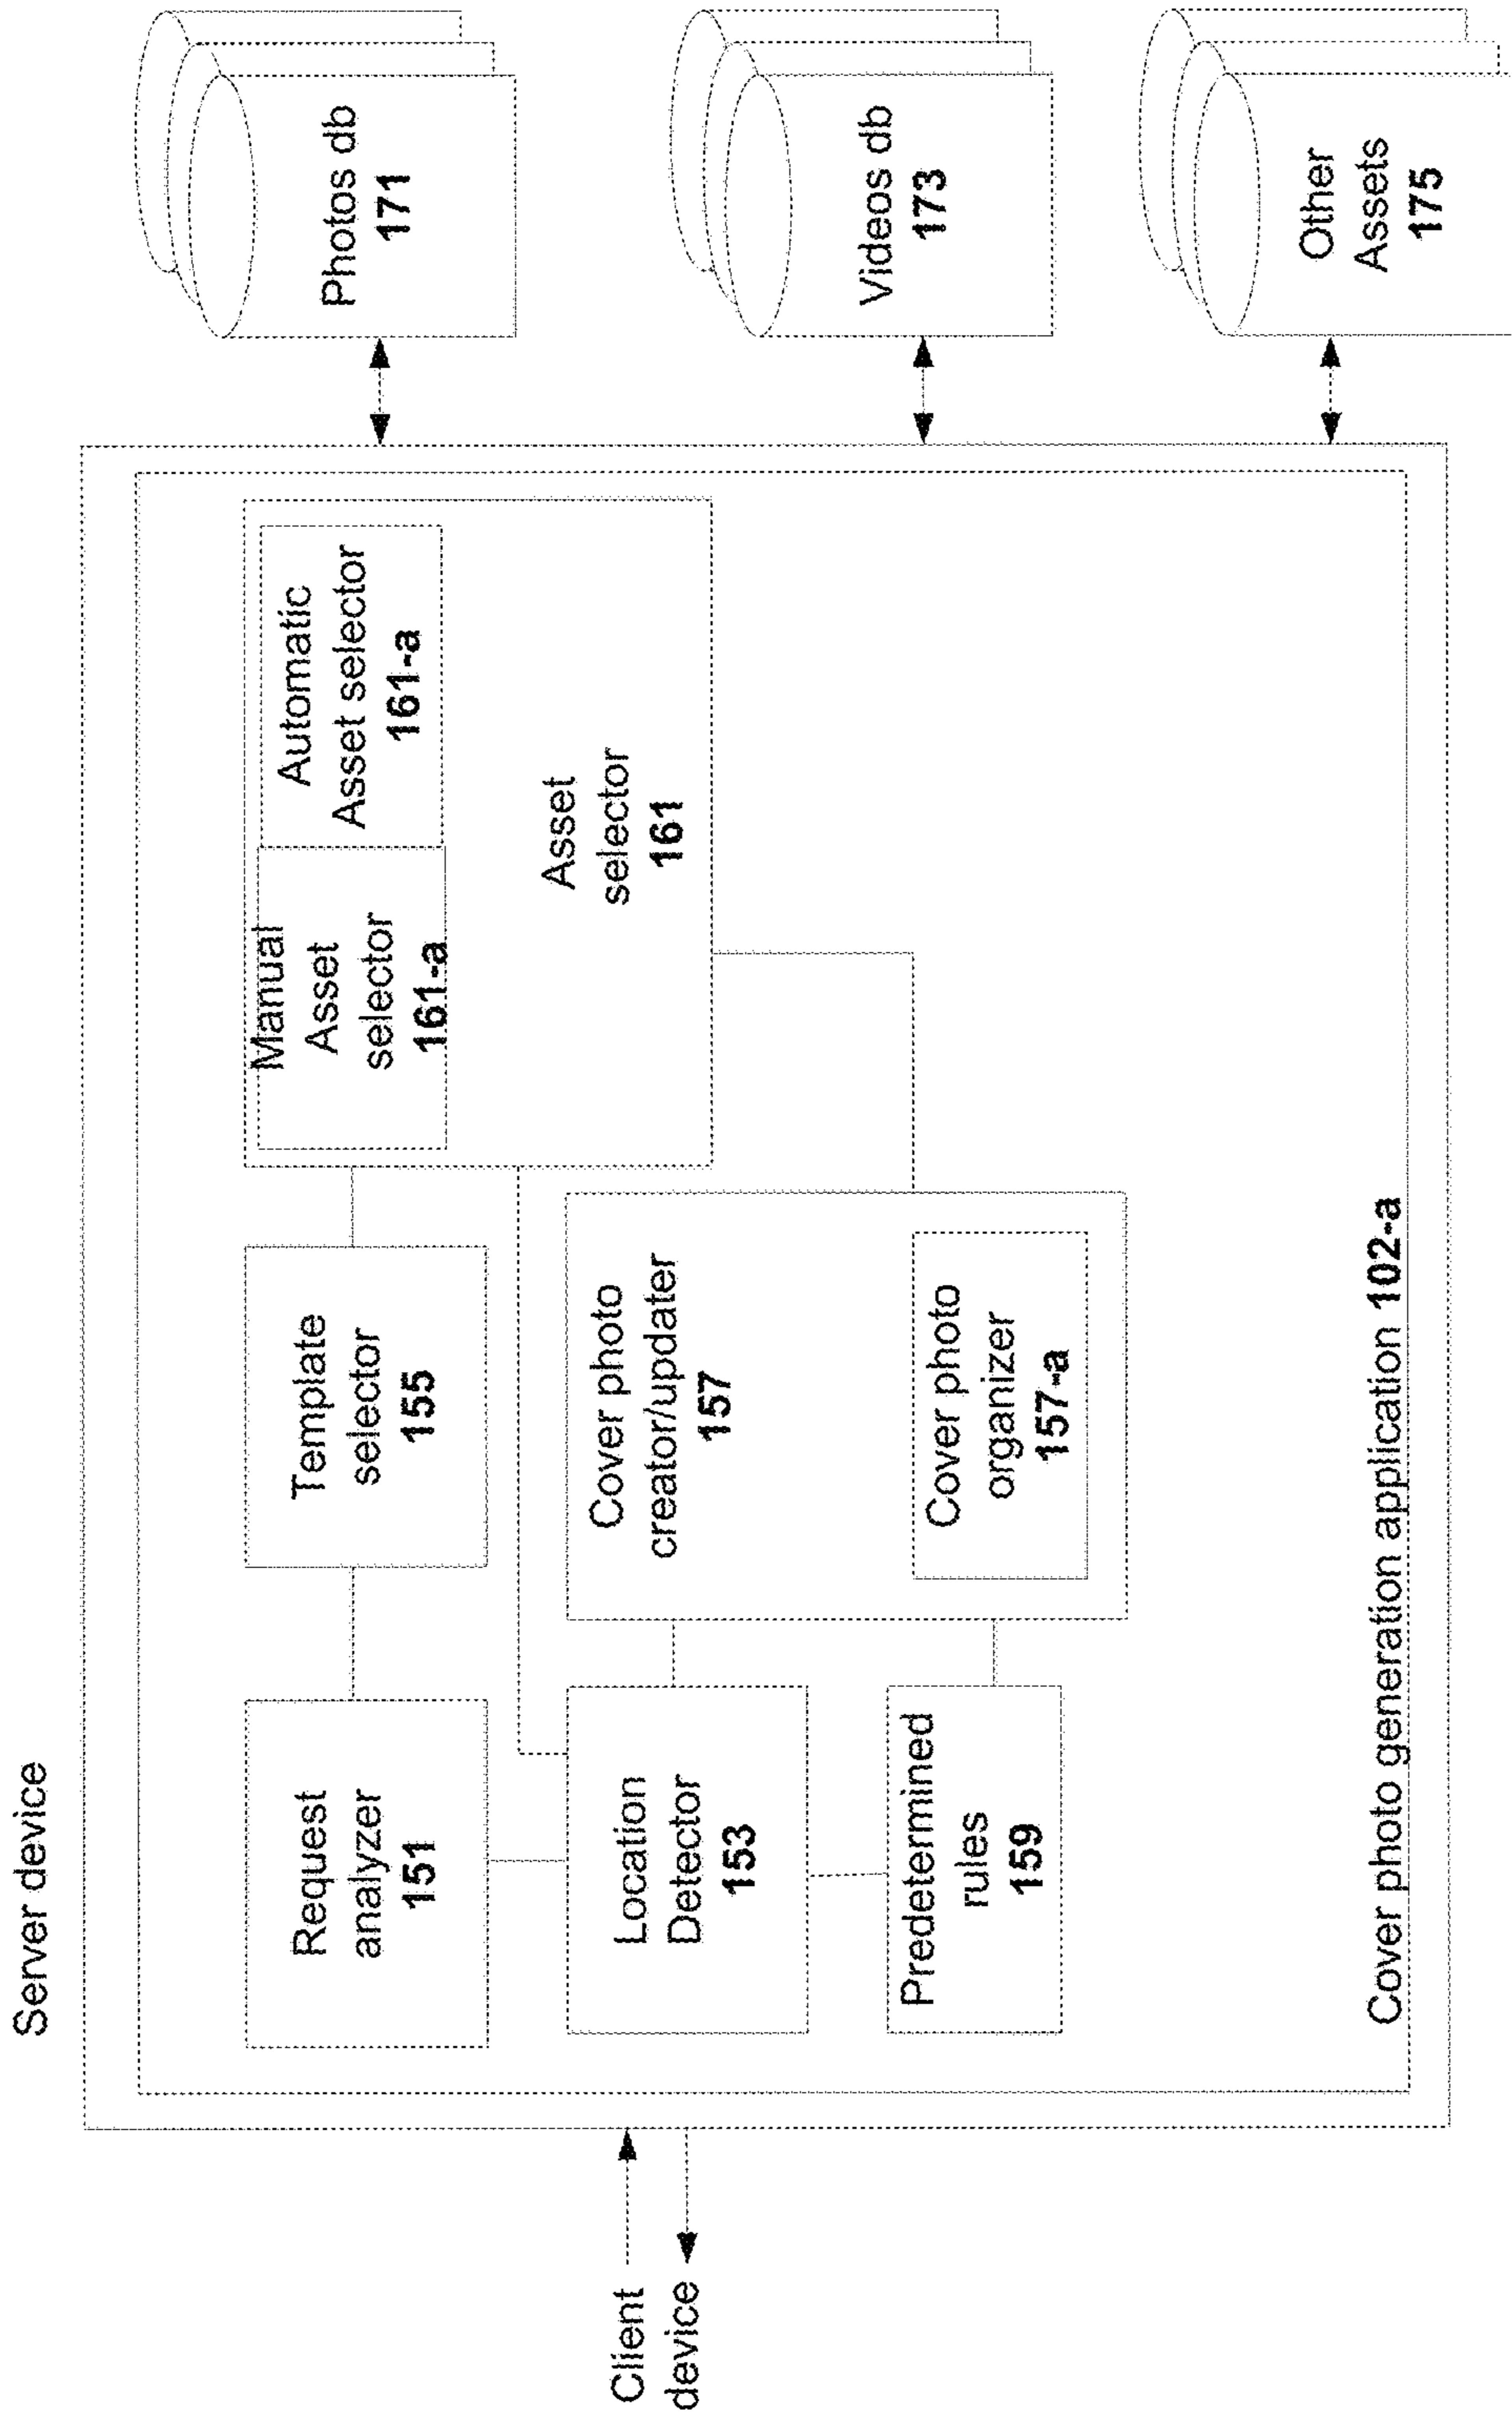 Server device
Client
device
Request
analyzer
151
Template
selector
155
Manual
Asset
selector
161-a
Automatic
Asset selector
161-a
Asset
selector
161
Location
Detector
153
Cover photo
creator/updater
157
Cover photo
organizer
157-a
Predetermined
rules
159
Cover photo generation application 102-a
Photos db
171
Videos db
173
Other
Assets
175